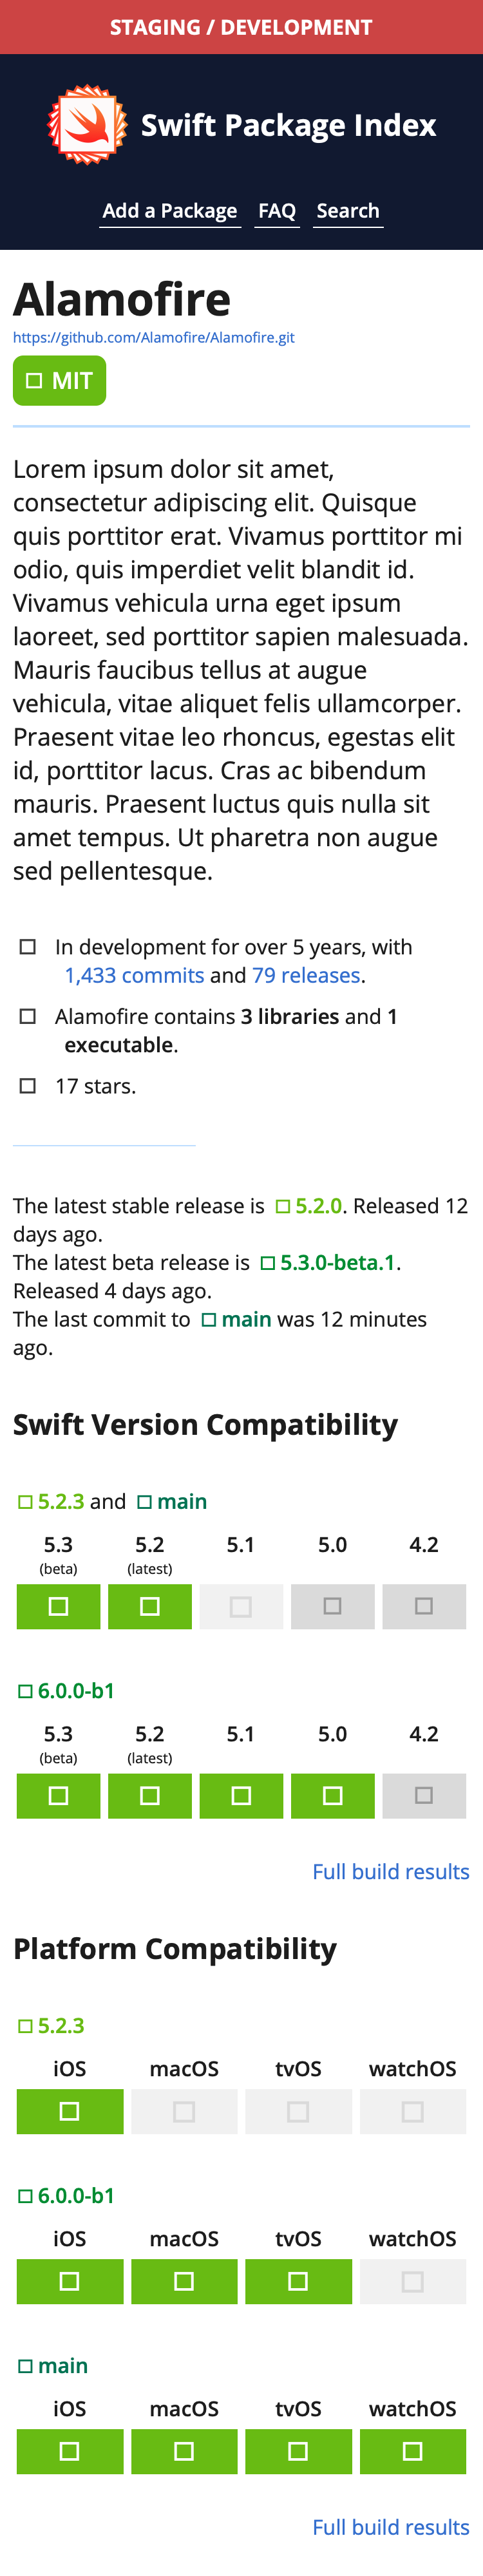 STAGING / DEVELOPMENT
Swift Package Index
Add a Package FAQ Search
Alamofire
https://github.com/Alamofire/Alamofire.git
MIT
Lorem ipsum dolor sit amet,
consectetur adipiscing elit. Quisque
quis porttitor erat. Vivamus porttitor mi
odio, quis imperdiet velit blandit id.
Vivamus vehicula urna eget ipsum
laoreet, sed porttitor sapien malesuada.
Mauris faucibus tellus at augue
vehicula, vitae aliquet felis ullamcorper.
Praesent vitae leo rhoncus, egestas elit
id, porttitor lacus. Cras ac bibendum
mauris. Praesent luctus quis nulla sit
amet tempus. Ut pharetra non augue
sed pellentesque.
In development for over 5 years, with
1,433 commits and 79 releases.
Alamofire contains 3 libraries and 1
executable.
17 stars.
The latest stable release is 5.2.0. Released 12
days ago.
The latest beta release is 5.3.0-beta.1.
Released 4 days ago.
The last commit to main was 12 minutes
ago.
Swift Version Compatibility
5.2.3 and main
5.3 5.2 5.1 5.0 4.2
(beta) (latest)
6.0.0-b1
5.3 5.2 5.1 5.0 4.2
(beta) (latest)
Full build results
Platform Compatibility
5.2.3
iOS macOS tvOS watchOS
6.0.0-b1
iOS macOS tvOS watchOS
main
iOS macOS tvOS watchOS
Full build results